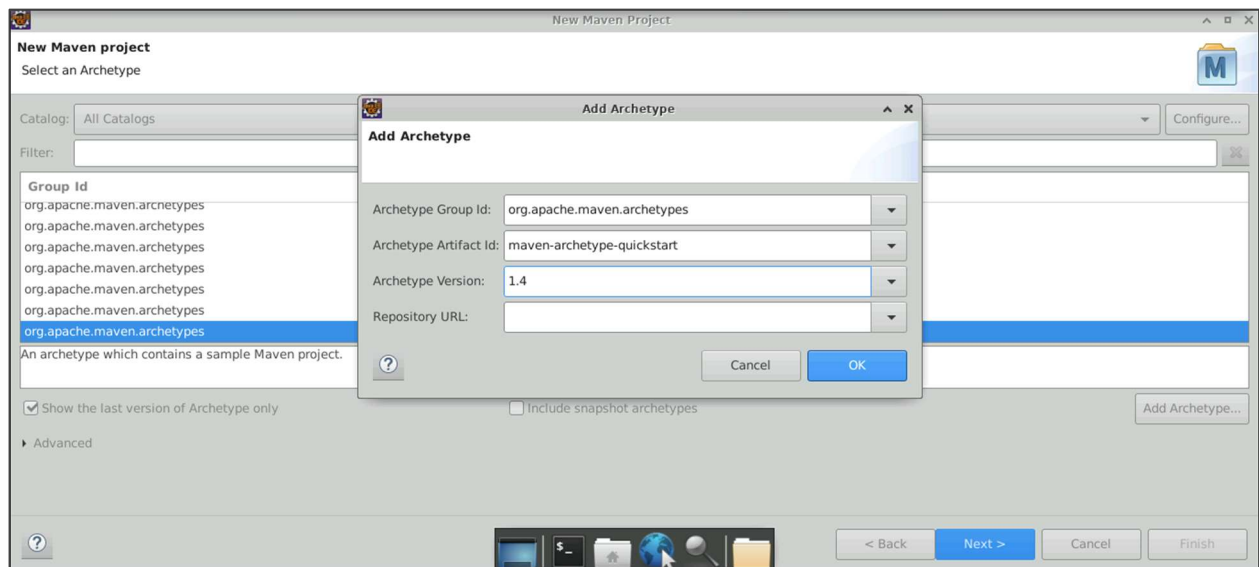 New Maven Project
New Maven project
Select an Archetype
Catalog: All Catalogs Configure...
Filter:
Group Id
org.apache.maven.archetypes
org.apache.maven.archetypes
org.apache.maven.archetypes
org.apache.maven.archetypes
org.apache.maven.archetypes
org.apache.maven.archetypes
org.apache.maven.archetypes
An archetype which contains a sample Maven project.
Show the last version of Archetype only Include snapshot archetypes Add Archetype...
Advanced
Add Archetype
Add Archetype
Archetype Group Id: org.apache.maven.archetypes
Archetype Artifact Id: maven-archetype-quickstart
Archetype Version: 1.4
Repository URL:
? Cancel OK
$_
M
? < Back Next > Cancel Finish